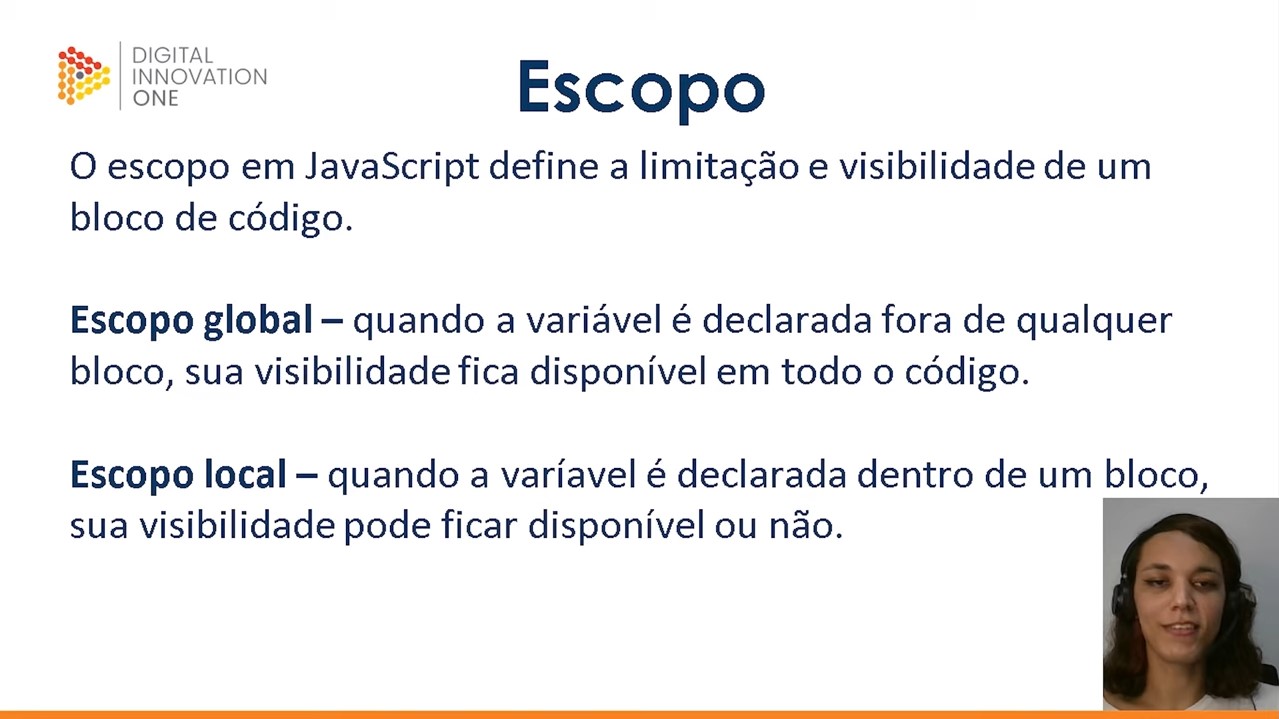 DIGITAL
INNOVATION
ONE
Escopo
O escopo em JavaScript define a limitação e visibilidade de um
bloco de código.
Escopo global – quando a variável é declarada fora de qualquer
bloco, sua visibilidade fica disponível em todo o código.
Escopo local – quando a varíavel é declarada dentro de um bloco,
sua visibilidade pode ficar disponível ou não.